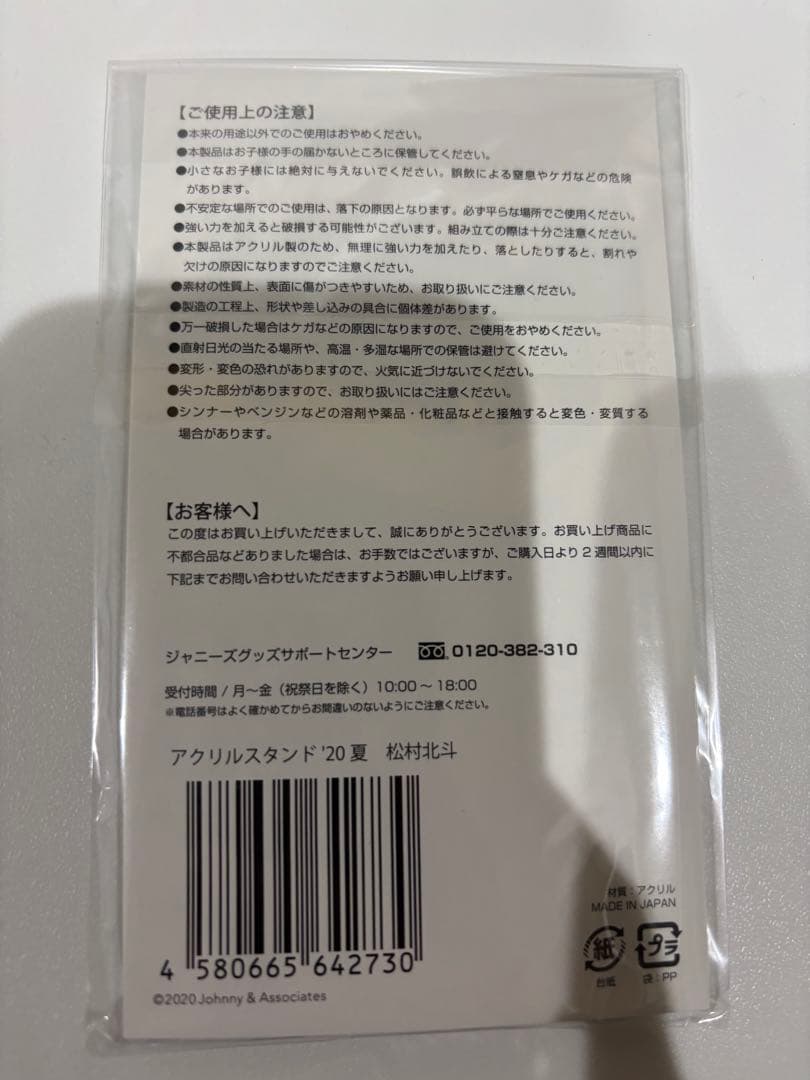 【ご使用上の注意】
●本来の用途以外でのご使用はおやめください。
●本製品はお子様の手の届かないところに保管してください。
●小さなお子様には絶対に与えないでください。誤飲による窒息やケガなどの危険
があります。
●不安定な場所でのご使用は、落下の原因となります。必ず平らな場所でご使用ください。
●強い力を加えると破損する可能性がございます。組み立ての際は十分ご注意ください。
●本製品はアクリル製のため、無理に強い力を加えたり、落としたりすると、割れや
欠けの原因になりますのでご注意ください。
●素材の性質上、表面に傷がつきやすいため、お取り扱いにご注意ください。
●製造の工程上、形状や差し込みの具合に個体差があります。
●万一破損した場合はケガなどの原因になりますので、ご使用をおやめください。
●直射日光の当たる場所や、高温・多湿な場所での保管は避けてください。
●変形・変色の恐れがありますので、火気に近づけないでください。
●尖った部分がありますので、お取り扱いにはご注意ください。
●シンナーやベンジンなどの溶剤や薬品・化粧品などと接触すると変色・変質する
場合があります。
【お客様へ】
この度はお買い上げいただきまして、誠にありがとうございます。お買い上げ商品に
不都合品などありました場合は、お手数ではございますが、ご購入日より2週間以内に
下記までお問い合わせいただきますようお願い申し上げます。
ジャニーズグッズサポートセンター 0120-382-310
受付時間 / 月〜金（祝祭日を除く）10:00〜18:00
※電話番号はよく確かめてからお間違いのないようにご注意ください。
アクリルスタンド '20 夏 松村北斗
4 580665 642730
©2020 Johnny & Associates
材質：アクリル
MADE IN JAPAN
紙 プラ
台紙 袋：PP